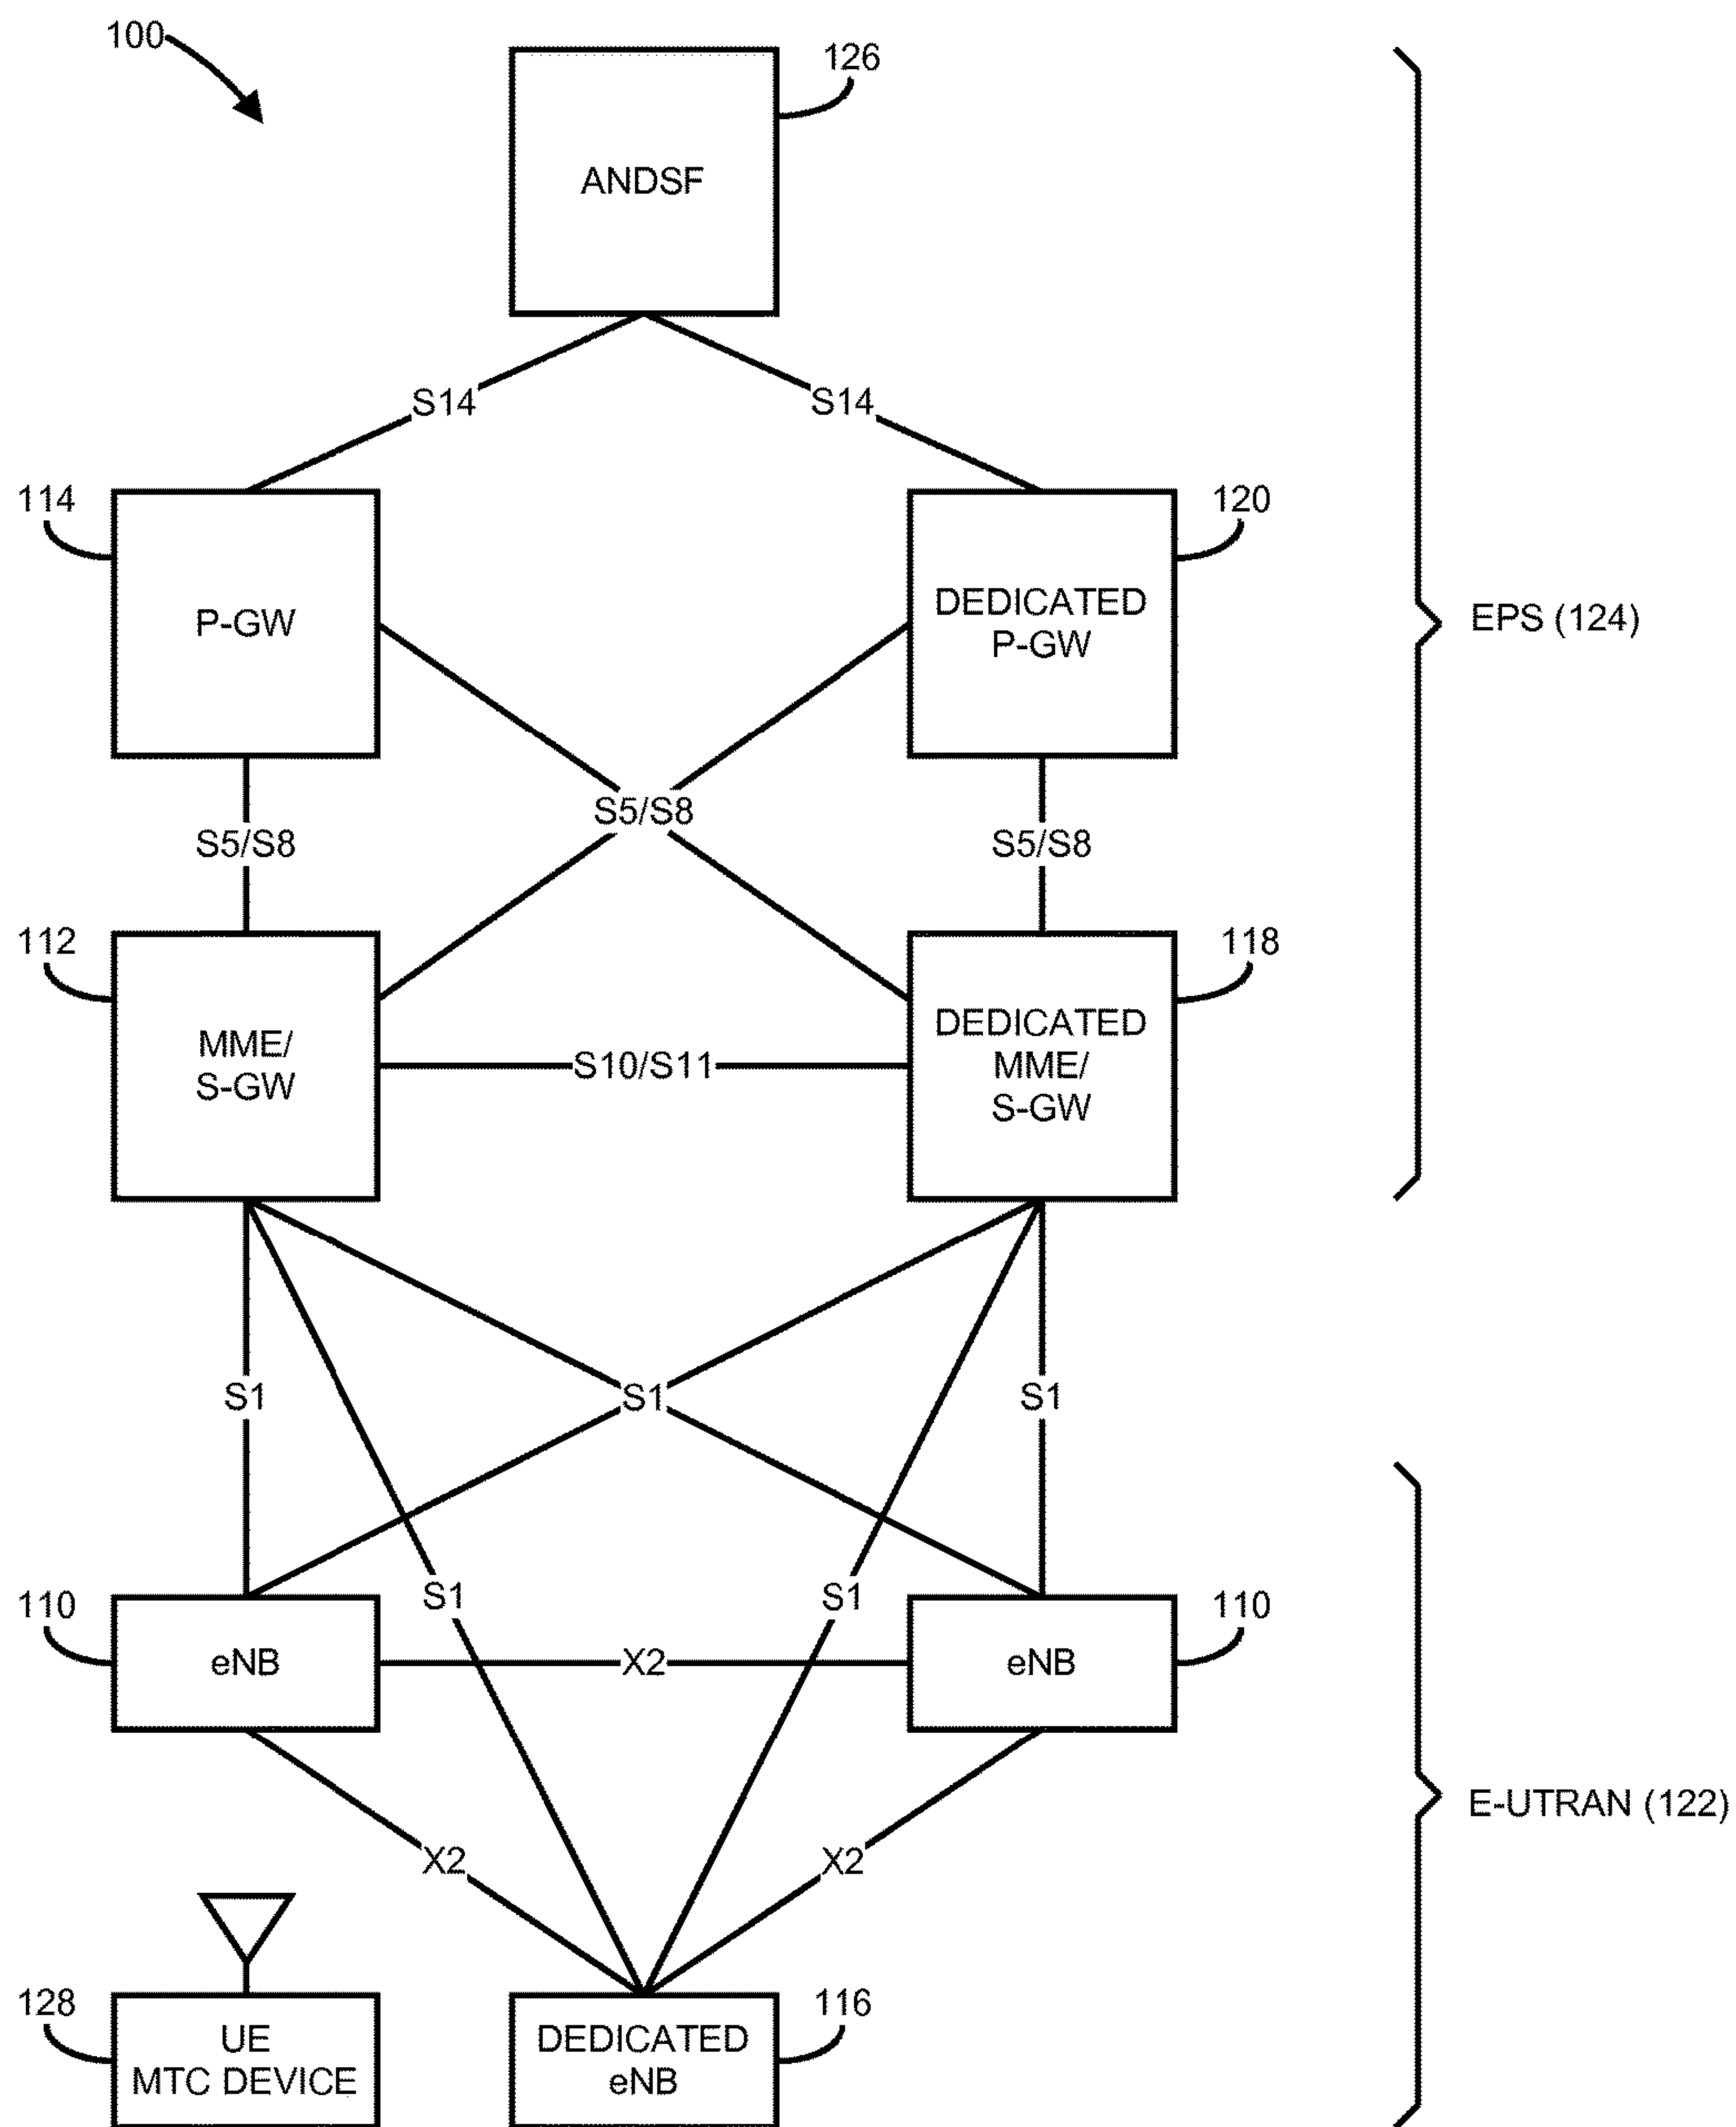 100
126
ANDSF
S14
S14
114
120
P-GW
DEDICATED
P-GW
EPS (124)
S5/S8
S5/S8
S5/S8
112
118
MME/
S-GW
S10/S11
DEDICATED
MME/
S-GW
S1
S1
S1
S1
S1
110
110
eNB
X2
eNB
E-UTRAN (122)
X2
X2
128
116
UE
MTC DEVICE
DEDICATED
eNB